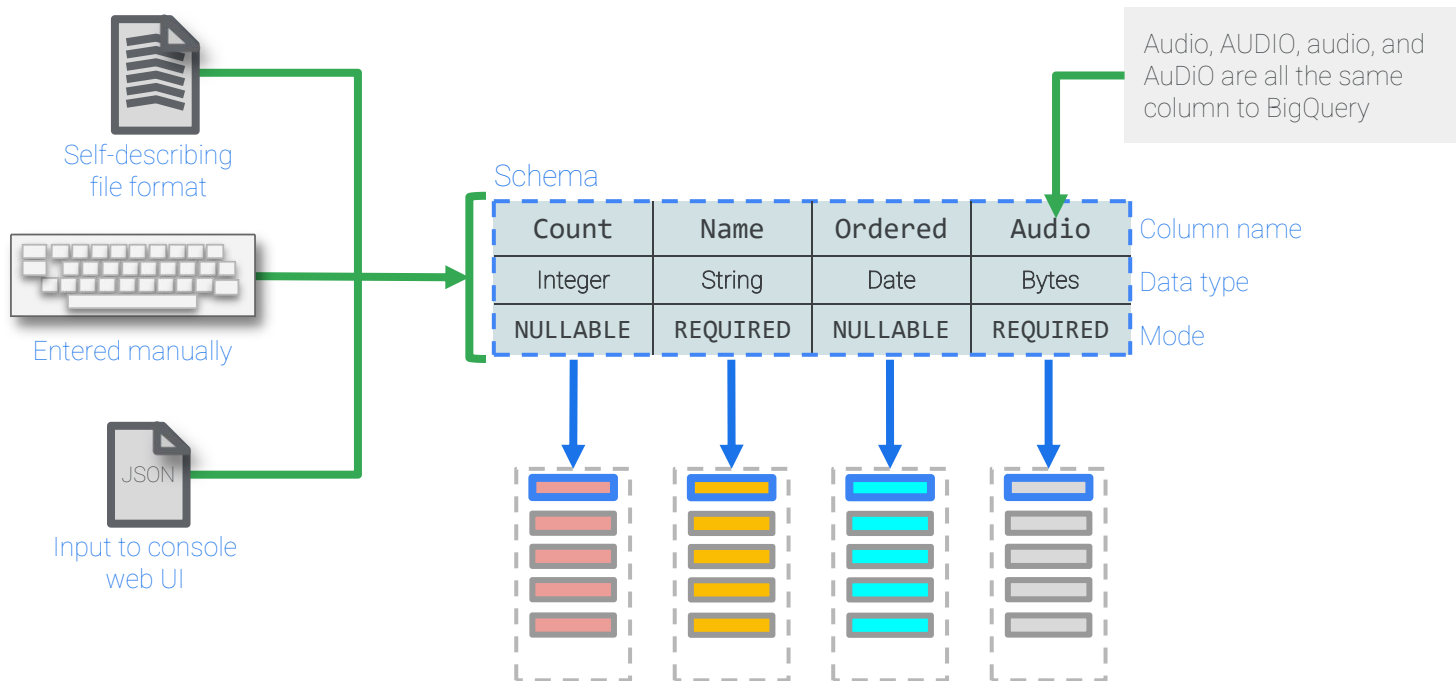 Audio, AUDIO, audio, and
AuDiO are all the same
column to BigQuery
Self-describing
file format
Schema
Count Name Ordered Audio Column name
Integer String Date Bytes Data type
NULLABLE REQUIRED NULLABLE REQUIRED Mode
Entered manually
JSON
Input to console
web UI